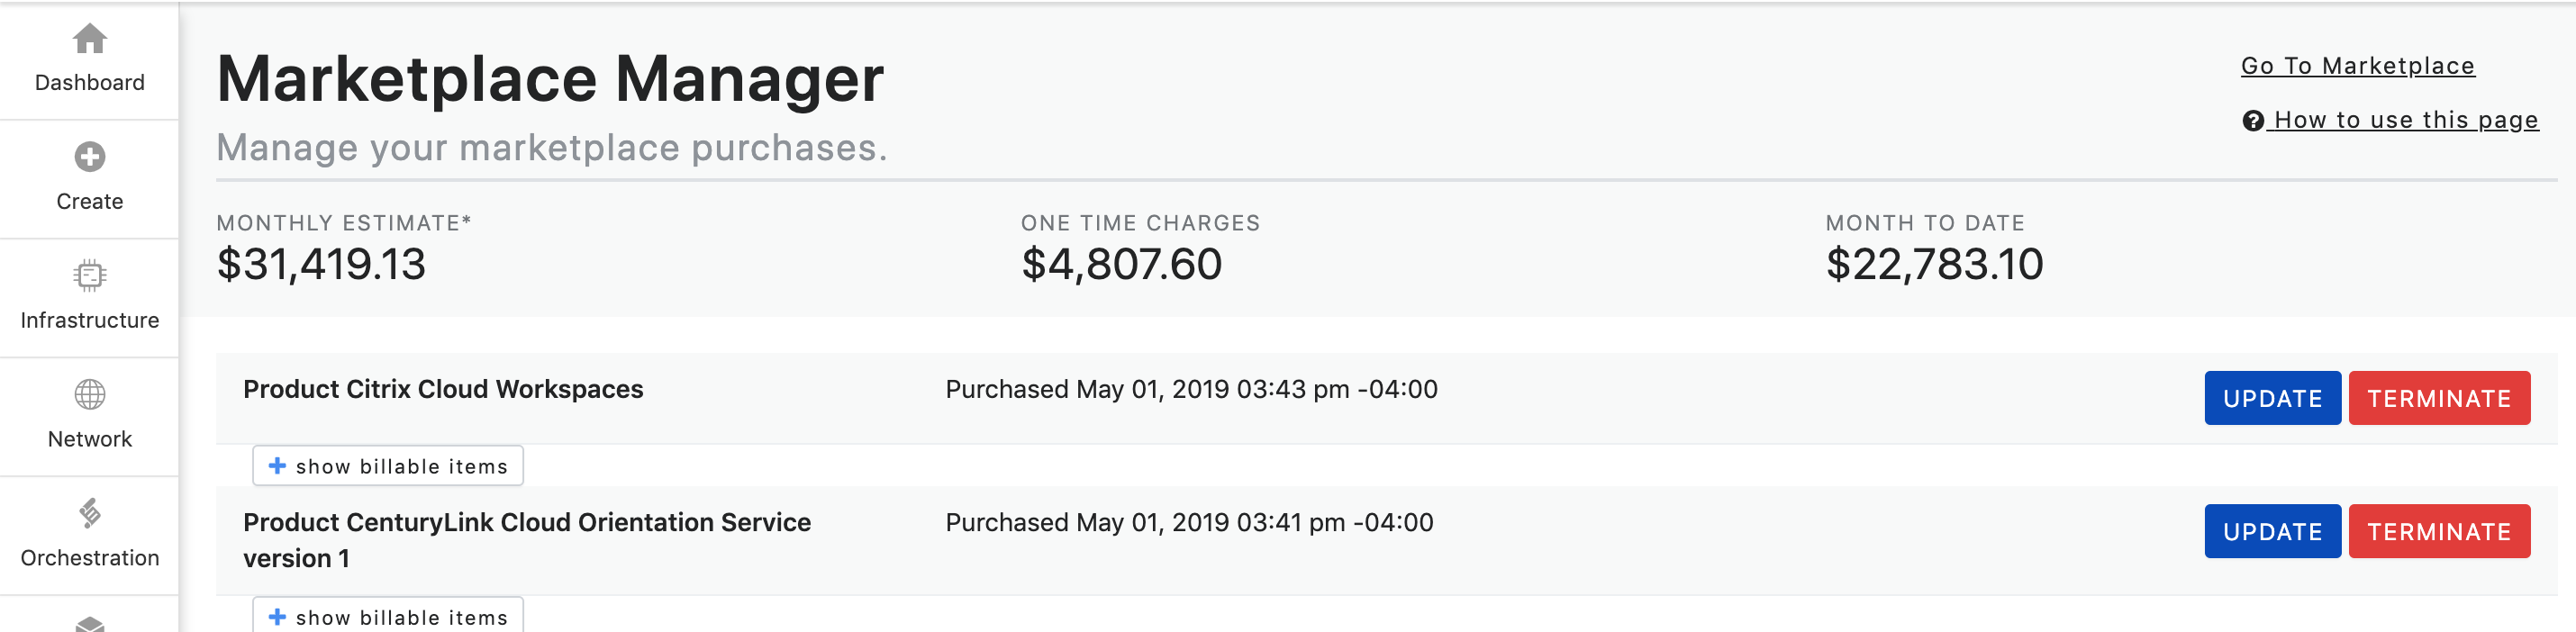 Dashboard
Create
Infrastructure
Network
Orchestration
Marketplace Manager
Manage your marketplace purchases.
Go To Marketplace
How to use this page
MONTHLY ESTIMATE*
$31,419.13
ONE TIME CHARGES
$4,807.60
MONTH TO DATE
$22,783.10
Product Citrix Cloud Workspaces
Purchased May 01, 2019 03:43 pm -04:00
UPDATE
TERMINATE
show billable items
Product CenturyLink Cloud Orientation Service
version 1
Purchased May 01, 2019 03:41 pm -04:00
UPDATE
TERMINATE
show billable items